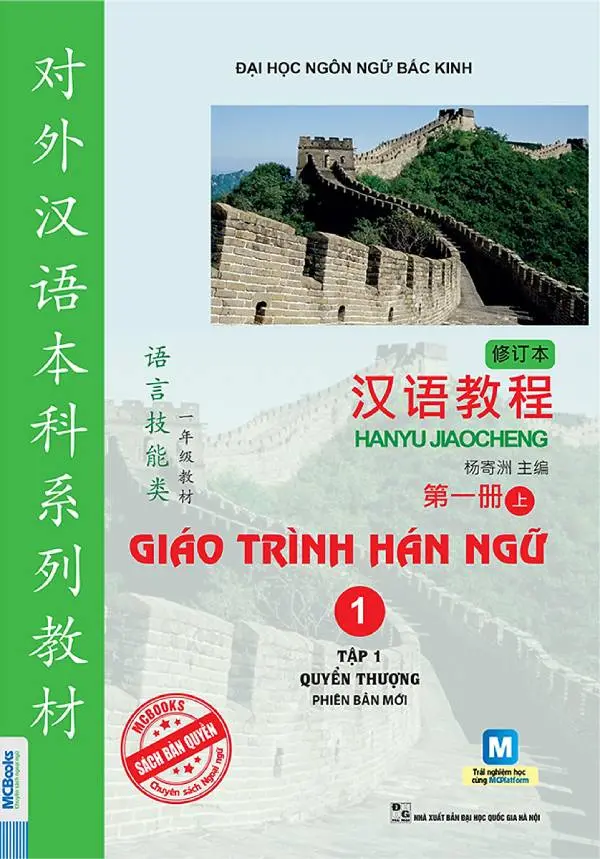 对外汉语本科系列教材
ĐẠI HỌC NGÔN NGỮ BẮC KINH
语言技能类
一年级教材
修订本
汉语教程
HANYU JIAOCHENG
杨寄洲 主编
第一册 上
GIÁO TRÌNH HÁN NGỮ
1
TẬP 1
QUYỂN THƯỢNG
PHIÊN BẢN MỚI
MCBOOKS
SÁCH BẢN QUYỀN
Chuyên sách Ngoại ngữ
MCBooks
Chuyên sách ngoại ngữ
M
Trải nghiệm học
cùng MCPlatform
NHÀ XUẤT BẢN ĐẠI HỌC QUỐC GIA HÀ NỘI